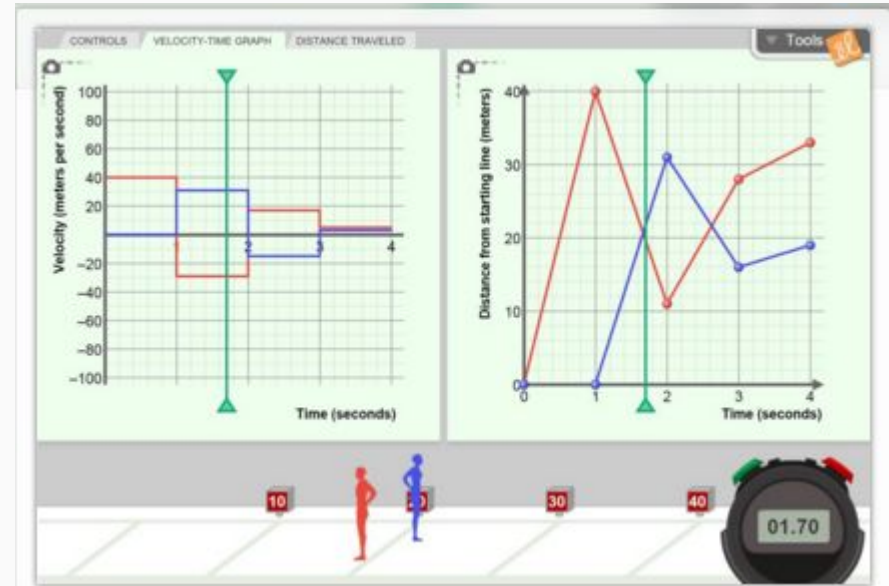 CONTROLS VELOCITY-TIME GRAPH DISTANCE TRAVELED
Tools
Velocity (meters per second)
100
80
60
40
20
1 2 3 4
–20
–40
–60
–80
–100
Time (seconds)
Distance from starting line (meters)
40
30
20
10
0
0 1 2 3 4
Time (seconds)
10 20 30 40
01.70